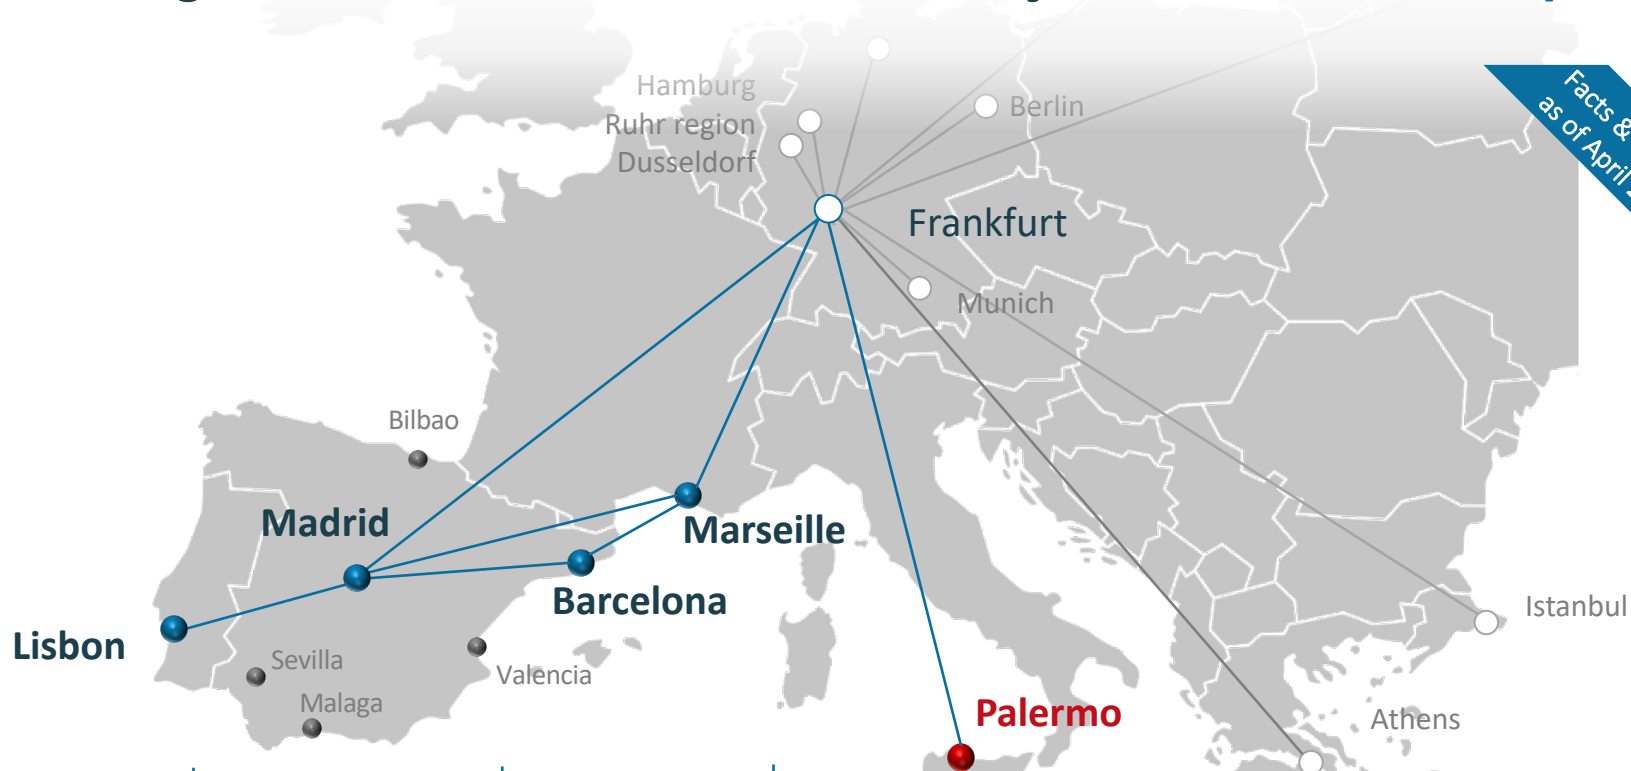 Hamburg
Berlin
Facts &
as of April
Ruhr region
Dusseldorf
Frankfurt
Munich
Bilbao
Madrid
Marseille
Barcelona
Istanbul
Lisbon
Sevilla
Valencia
Malaga
Palermo
Athens